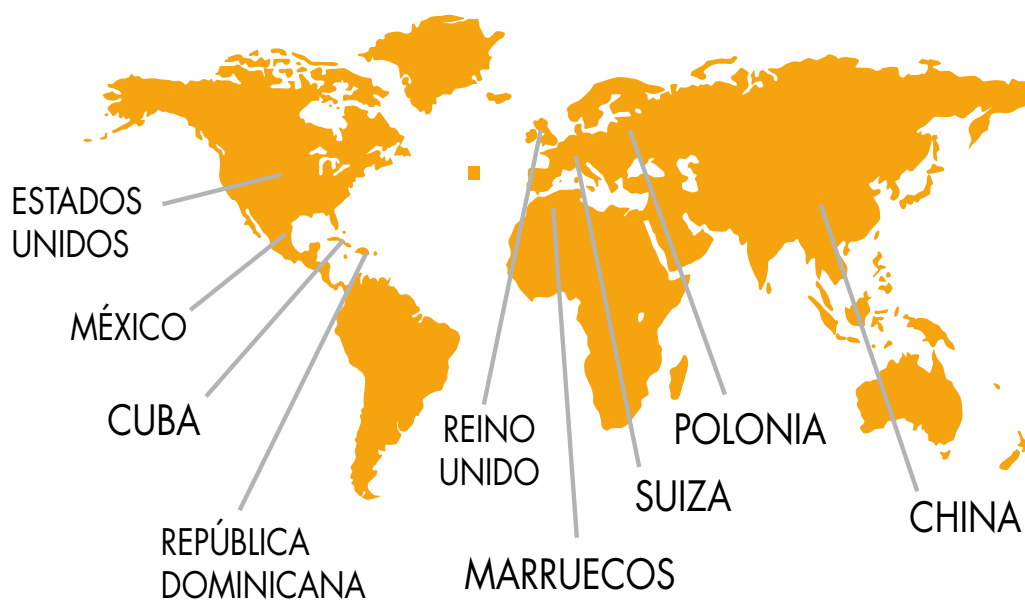 ESTADOS
UNIDOS
MÉXICO
CUBA
REPÚBLICA
DOMINICANA
REINO
UNIDO
MARRUECOS
SUIZA
POLONIA
CHINA